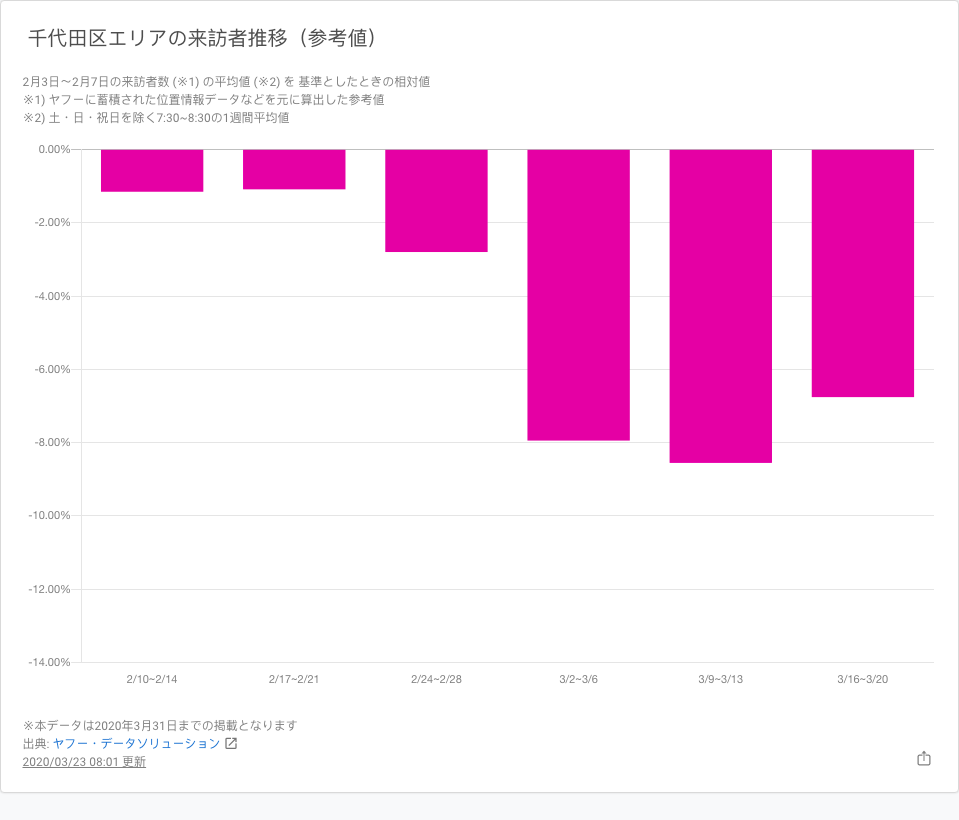 千代田区エリアの来訪者推移（参考値）
2月3日〜2月7日の来訪者数 (※1) の平均値 (※2) を 基準としたときの相対値
※1) ヤフーに蓄積された位置情報データなどを元に算出した参考値
※2) 土・日・祝日を除く7:30~8:30の1週間平均値
0.00%
-2.00%
-4.00%
-6.00%
-8.00%
-10.00%
-12.00%
-14.00%
2/10~2/14
2/17~2/21
2/24~2/28
3/2~3/6
3/9~3/13
3/16~3/20
※本データは2020年3月31日までの掲載となります
出典: ヤフー・データソリューション
2020/03/23 08:01 更新